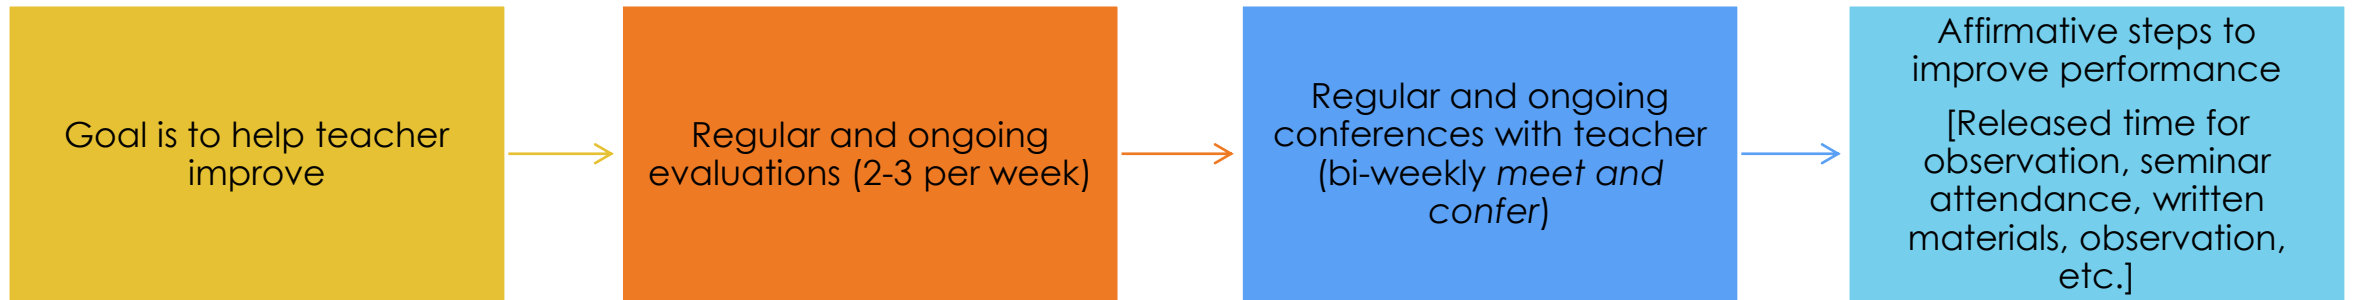 Goal is to help teacher
improve
Regular and ongoing
evaluations (2-3 per week)
Regular and ongoing
conferences with teacher
(bi-weekly meet and
confer)
Affirmative steps to
improve performance
[Released time for
observation, seminar
attendance, written
materials, observation,
etc.]